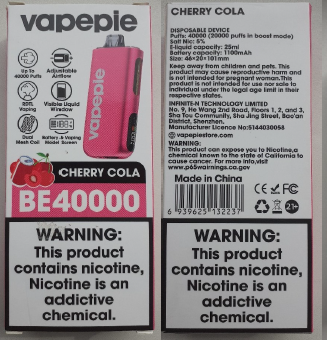 vapepie
vapepie
Up To
40000 Puffs
Adjustable
Airflow
RDTL
Vaping
Visible Liquid
Window
Dual
Mesh Coil
Battery & Vaping
Model Screen
CHERRY COLA
BE40000
WARNING:
This product
contains nicotine,
Nicotine is an
addictive
chemical.
CHERRY COLA
DISPOSABLE DEVICE
Puffs: 40000 (20000 puffs in boost mode)
Salt Nic: 5%
E-liquid capacity: 25ml
Battery capacity: 1100mAh
Size: 46*20*101mm
Keep away from children and pets. This
product may cause reproductive harm and
is not intended for pregnant woman.This
product is not intended for use nor sale to
individual under the legal age limit in their
respective states.
INFINITE-N TECHNOLOGY LIMITED
No. 9, He Wang 2nd Road, Floors 1, 2, and 3,
Sha Tou Community, Sha Jing Street, Bao'an
District, Shenzhen.
Manufacturer Licence No:5144030058
vapepiestore.com
WARNING:
This product can expose you to Nicotine,a
chemical known to the state of California to
cause cancer. For more info,visit
www.p65warnings.ca.gov
Made in China
CE
21+
6 939625 132237
WARNING:
This product
contains nicotine,
Nicotine is an
addictive
chemical.